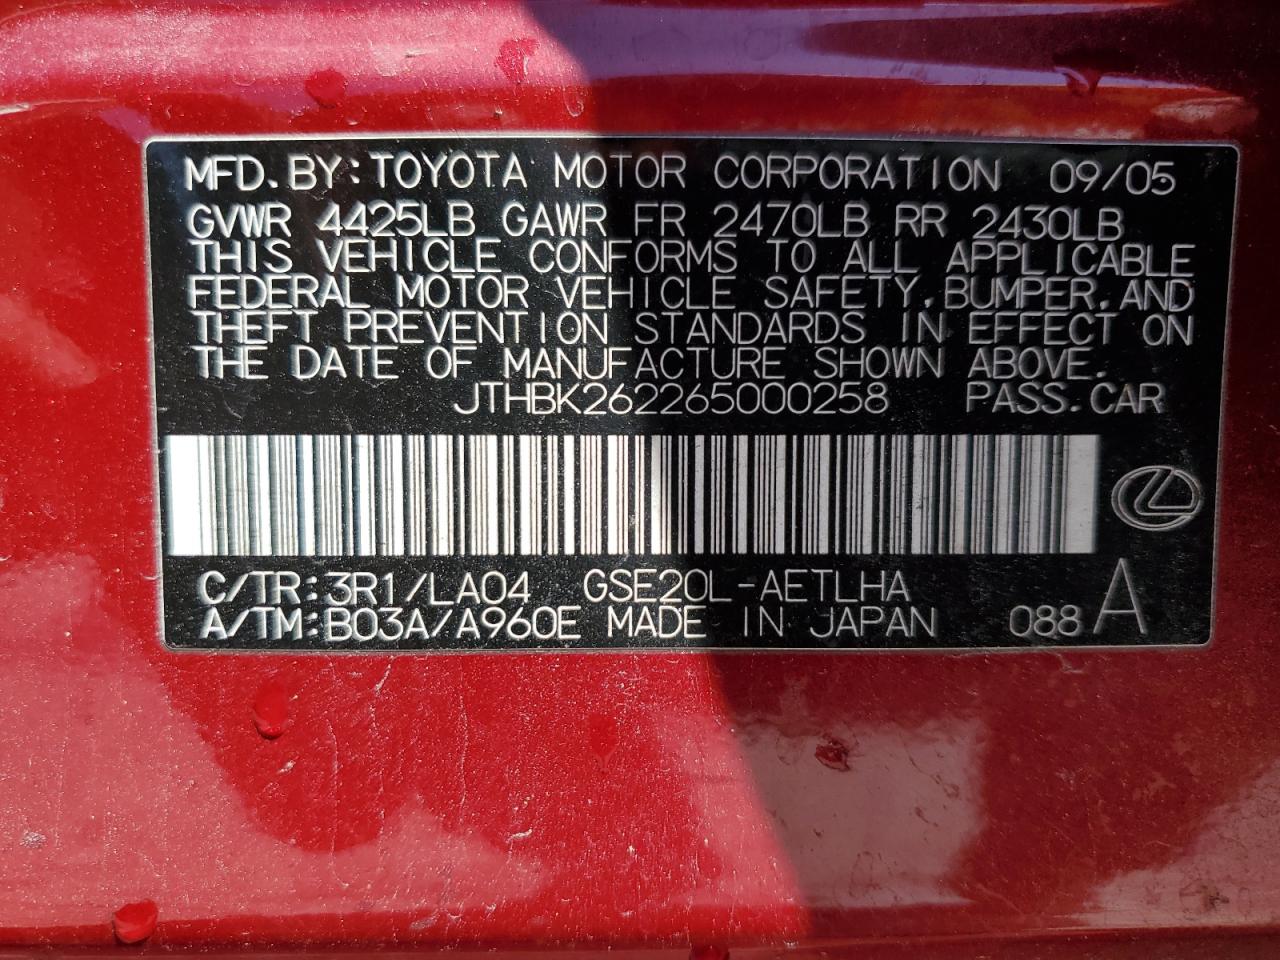 MFD. BY: TOYOTA MOTOR CORPORATION 09/05
GVWR 4425LB GAWR FR 2470LB RR 2430LB
THIS VEHICLE CONFORMS TO ALL APPLICABLE
FEDERAL MOTOR VEHICLE SAFETY, BUMPER, AND
THEFT PREVENTION STANDARDS IN EFFECT ON
THE DATE OF MANUFACTURE SHOWN ABOVE.
JTHBK262265000258 PASS. CAR
C/TR: 3R1/LA04 GSE20L-AETLHA
A/TM: B03A/A960E MADE IN JAPAN 088 A